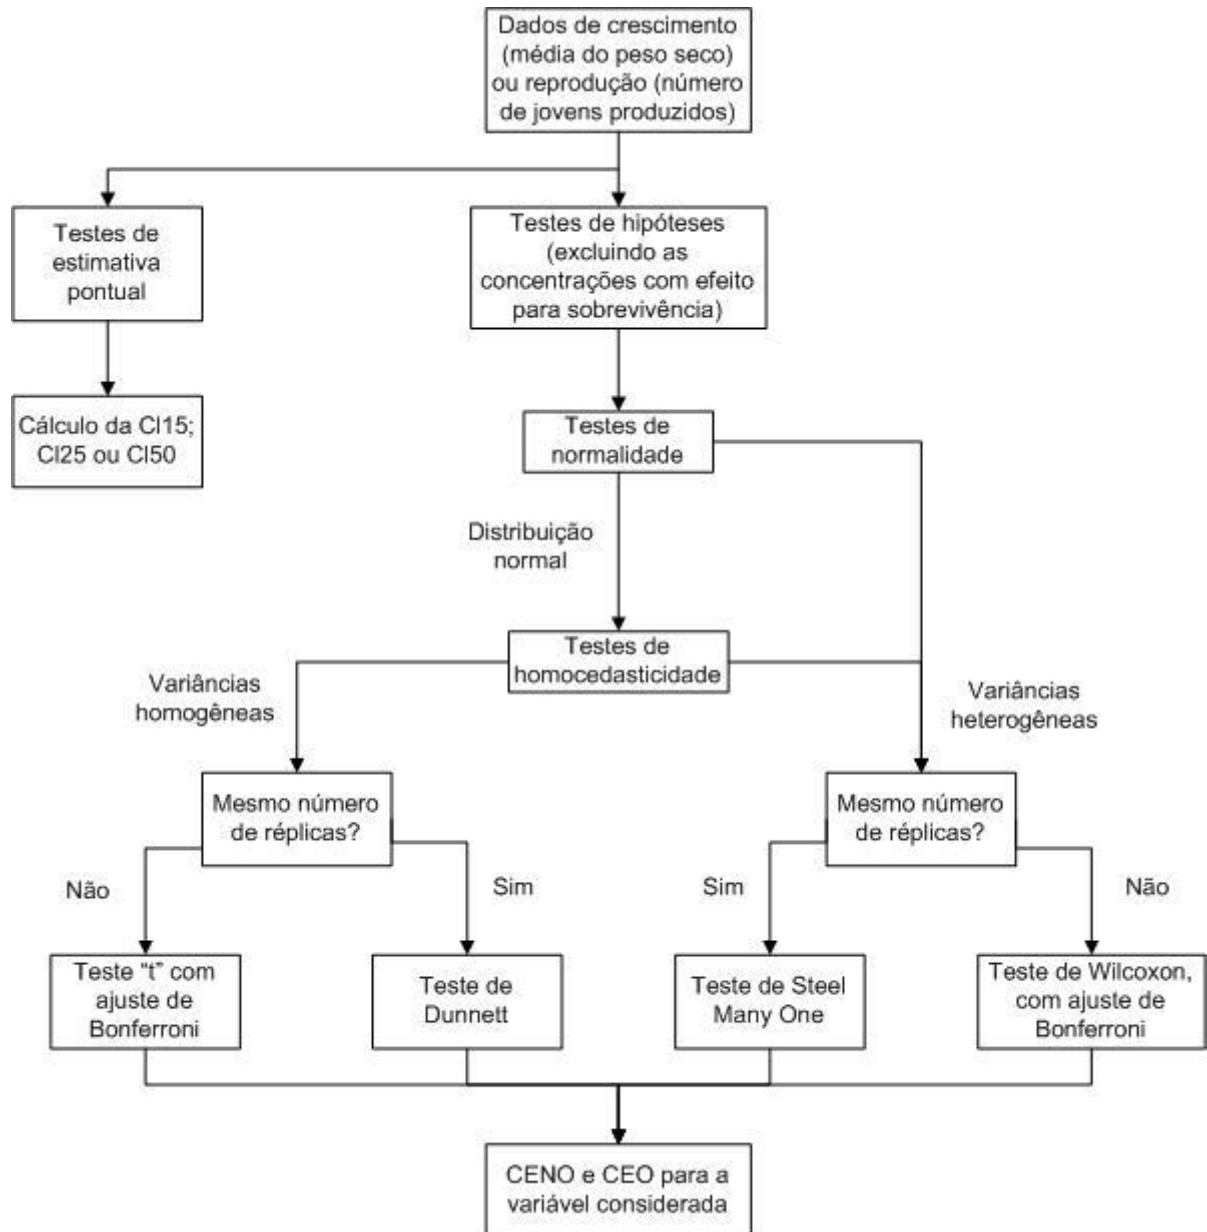 Dados de crescimento
(média do peso seco)
ou reprodução (número
de jovens produzidos)
Testes de
estimativa
pontual
Testes de hipóteses
(excluindo as
concentrações com efeito
para sobrevivência)
Cálculo da CI15;
CI25 ou CI50
Testes de
normalidade
Distribuição
normal
Testes de
homocedasticidade
Variâncias
homogêneas
Variâncias
heterogêneas
Mesmo número
de réplicas?
Mesmo número
de réplicas?
Não
Sim
Sim
Não
Teste “t” com
ajuste de
Bonferroni
Teste de
Dunnett
Teste de Steel
Many One
Teste de Wilcoxon,
com ajuste de
Bonferroni
CENO e CEO para a
variável considerada